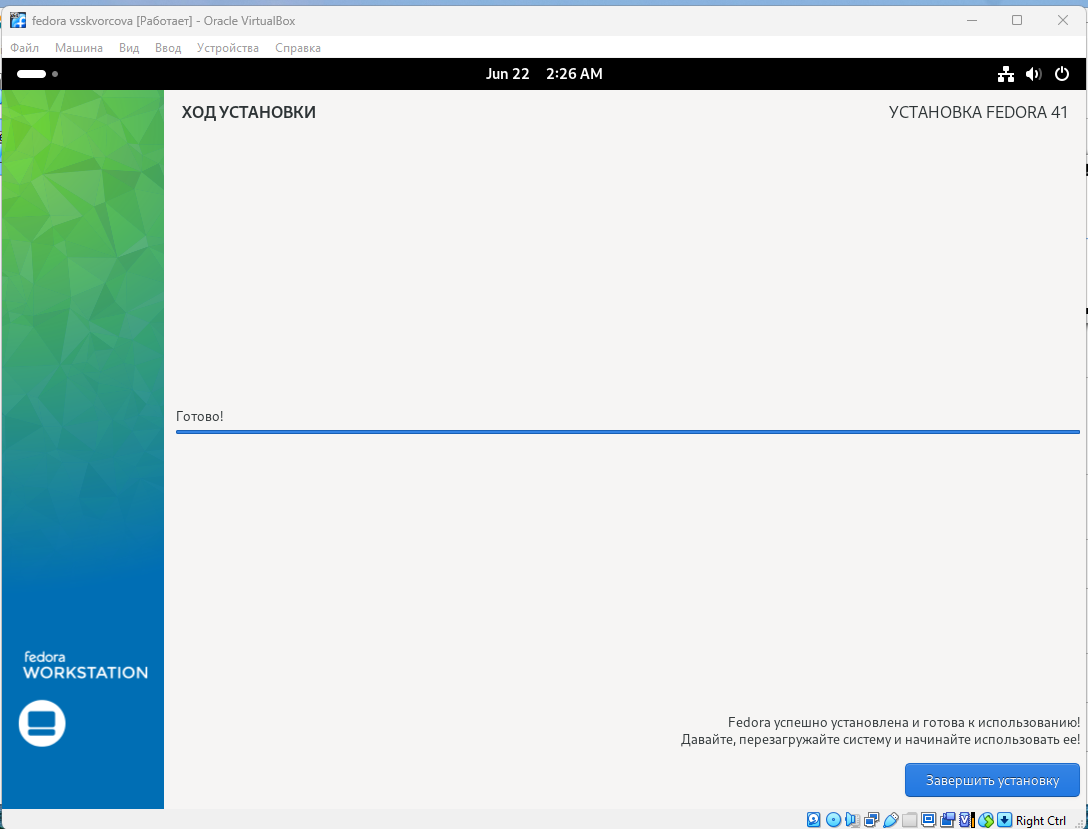 fedora vsskvorcova [Работает] - Oracle VirtualBox
Файл Машина Вид Ввод Устройства Справка
Jun 22 2:26 AM
ХОД УСТАНОВКИ УСТАНОВКА FEDORA 41
Готово!
fedora
WORKSTATION
Fedora успешно установлена и готова к использованию!
Давайте, перезагружайте систему и начинайте использовать ее!
Завершить установку
Right Ctrl